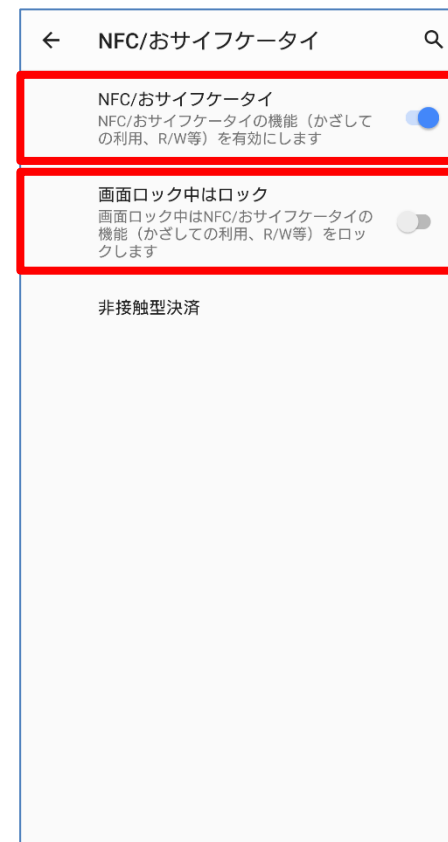 NFC/おサイフケータイ
NFC/おサイフケータイ
NFC/おサイフケータイの機能（かざして
の利用、R/W等）を有効にします
画面ロック中はロック
画面ロック中はNFC/おサイフケータイの
機能（かざしての利用、R/W等）をロッ
クします
非接触型決済